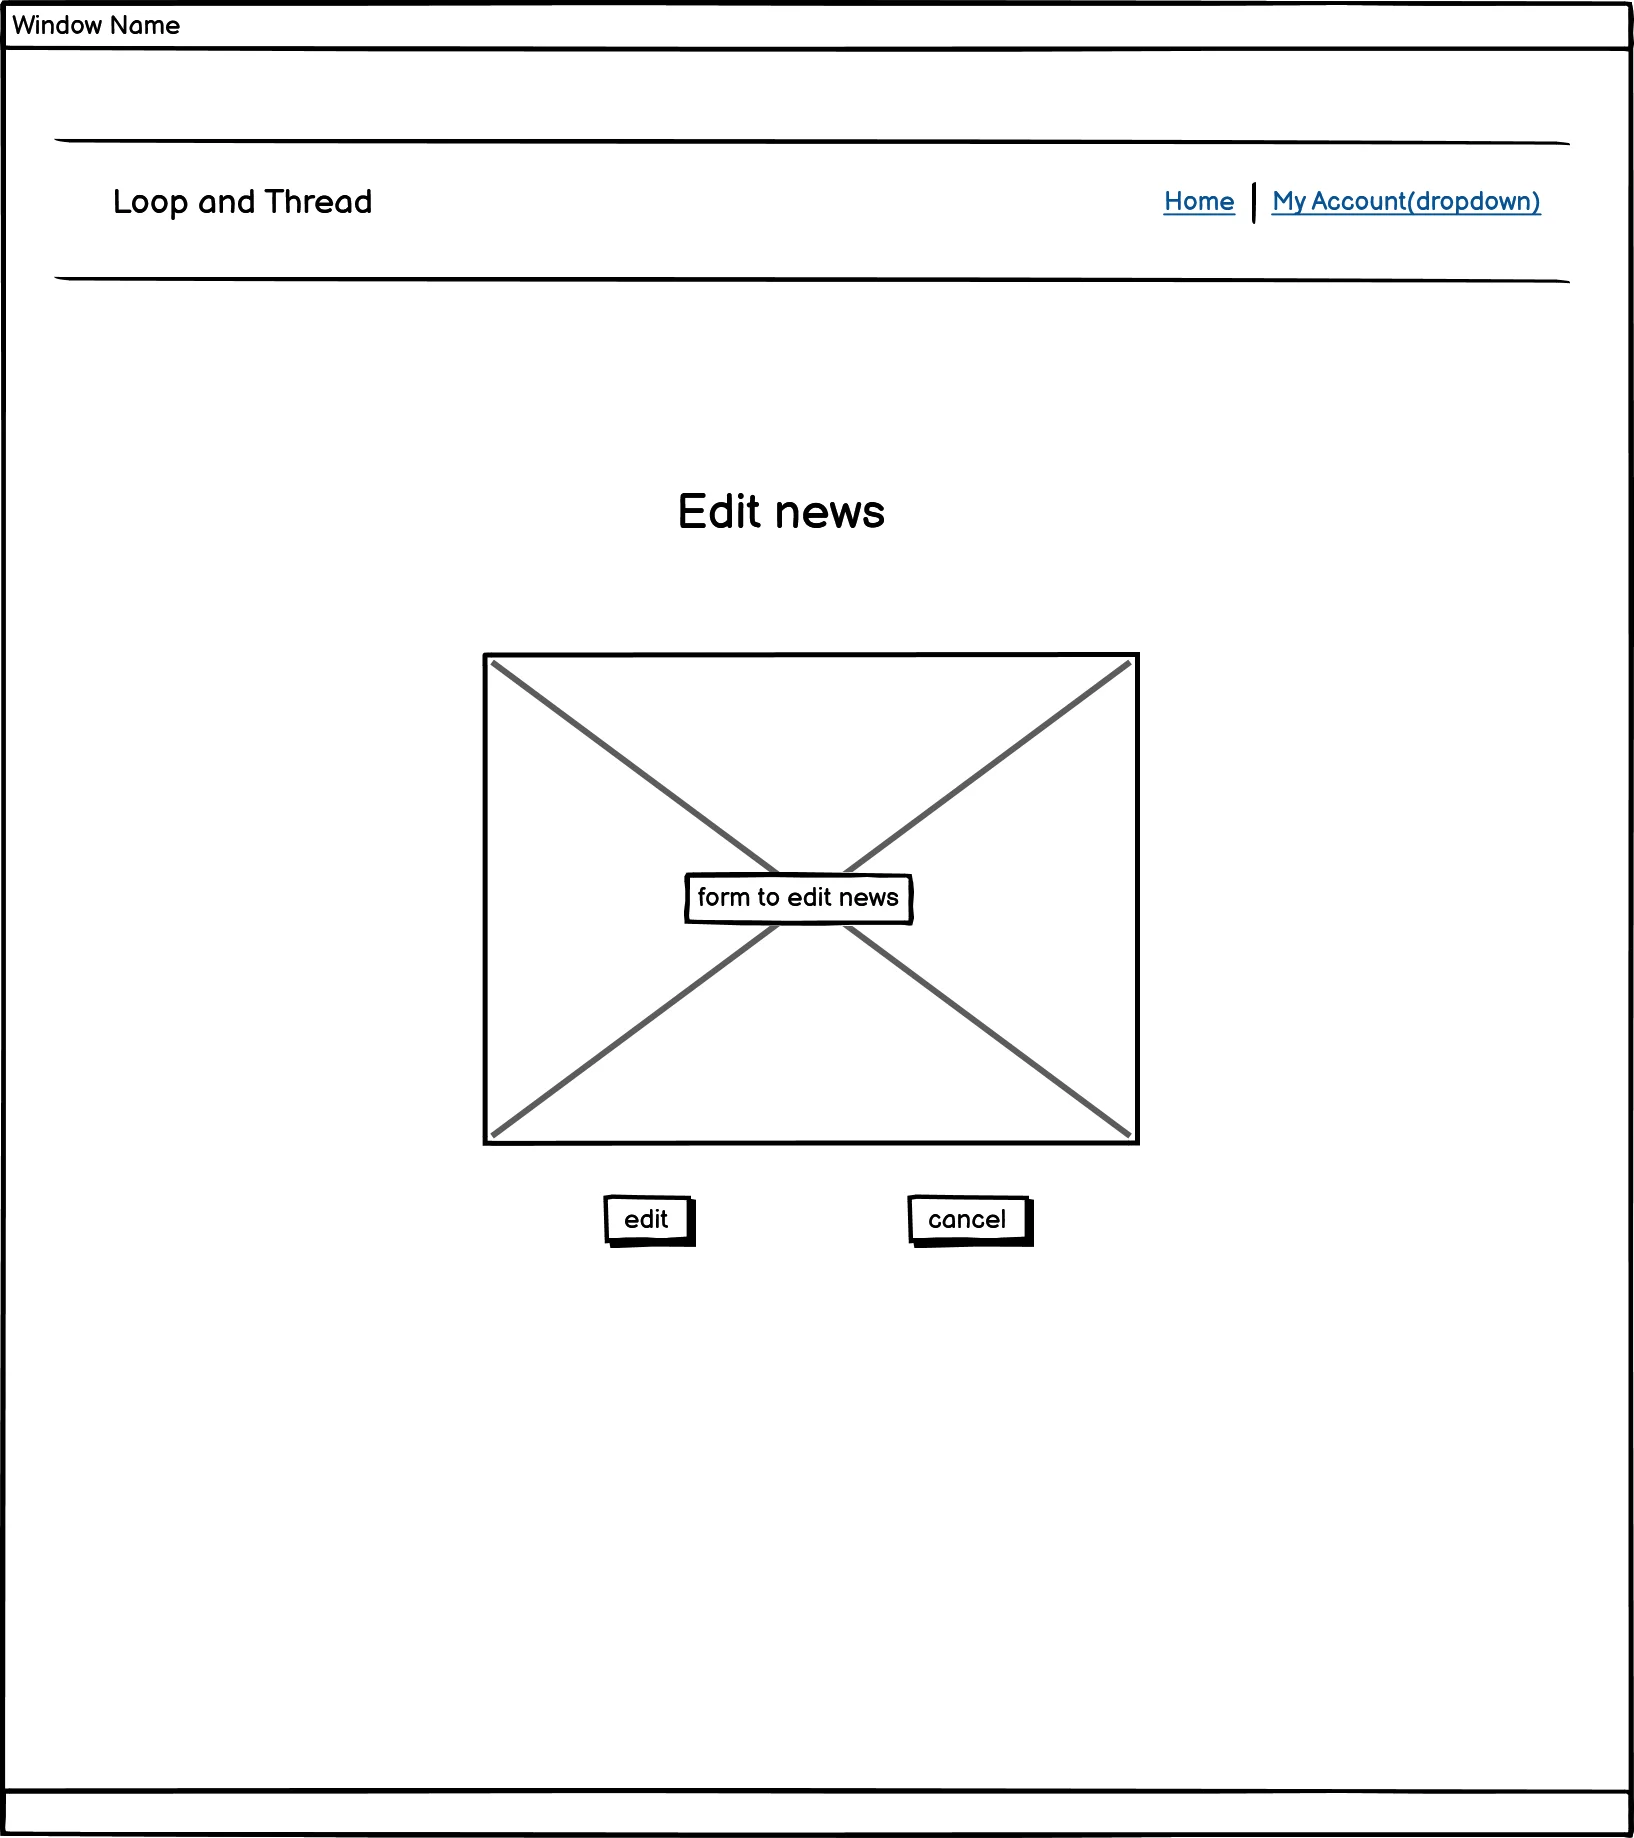 Window Name
Loop and Thread
Home
My Account(dropdown)
Edit news
form to edit news
edit
cancel